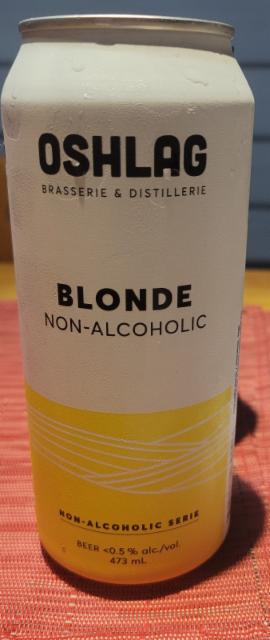 OSHLAG
BRASSERIE & DISTILLERIE
BLONDE
NON-ALCOHOLIC
NON-ALCOHOLIC SERIE
BEER <0.5 % alc./vol.
473 mL